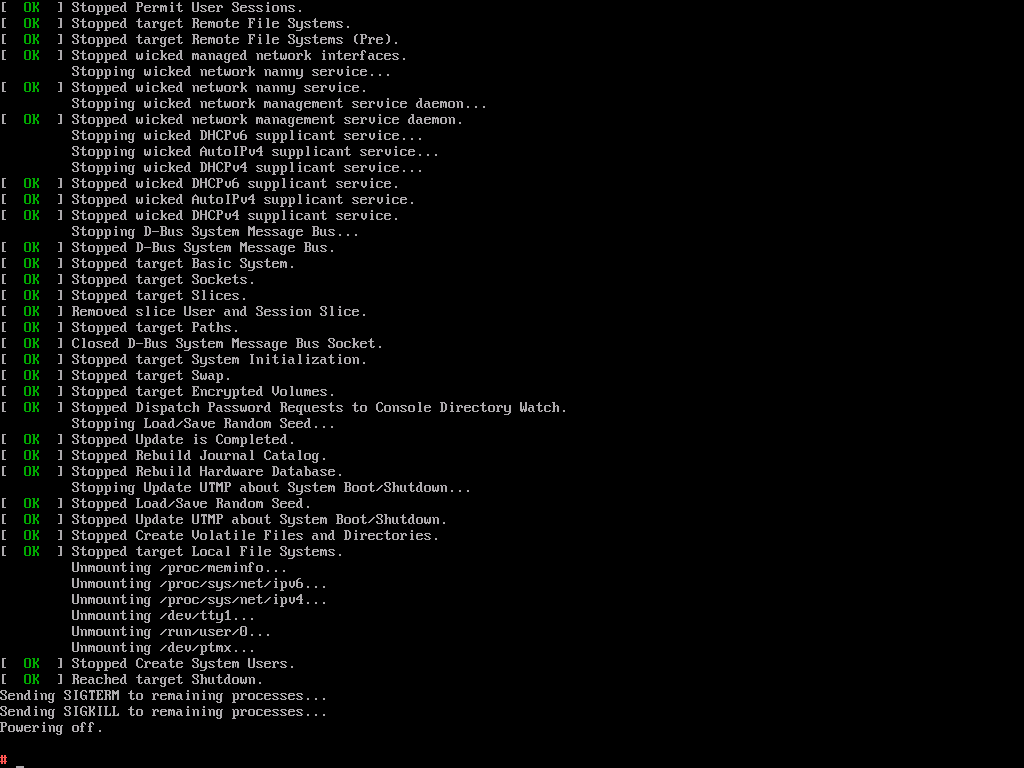 [  OK  ] Stopped Permit User Sessions.
[  OK  ] Stopped target Remote File Systems.
[  OK  ] Stopped target Remote File Systems (Pre).
[  OK  ] Stopped wicked managed network interfaces.
         Stopping wicked network nanny service...
[  OK  ] Stopped wicked network nanny service.
         Stopping wicked network management service daemon...
[  OK  ] Stopped wicked network management service daemon.
         Stopping wicked DHCPv6 supplicant service...
         Stopping wicked AutoIPv4 supplicant service...
         Stopping wicked DHCPv4 supplicant service...
[  OK  ] Stopped wicked DHCPv6 supplicant service.
[  OK  ] Stopped wicked AutoIPv4 supplicant service.
[  OK  ] Stopped wicked DHCPv4 supplicant service.
         Stopping D-Bus System Message Bus...
[  OK  ] Stopped D-Bus System Message Bus.
[  OK  ] Stopped target Basic System.
[  OK  ] Stopped target Sockets.
[  OK  ] Stopped target Slices.
[  OK  ] Removed slice User and Session Slice.
[  OK  ] Stopped target Paths.
[  OK  ] Closed D-Bus System Message Bus Socket.
[  OK  ] Stopped target System Initialization.
[  OK  ] Stopped target Swap.
[  OK  ] Stopped target Encrypted Volumes.
[  OK  ] Stopped Dispatch Password Requests to Console Directory Watch.
         Stopping Load/Save Random Seed...
[  OK  ] Stopped Update is Completed.
[  OK  ] Stopped Rebuild Journal Catalog.
[  OK  ] Stopped Rebuild Hardware Database.
         Stopping Update UTMP about System Boot/Shutdown...
[  OK  ] Stopped Load/Save Random Seed.
[  OK  ] Stopped Update UTMP about System Boot/Shutdown.
[  OK  ] Stopped Create Volatile Files and Directories.
[  OK  ] Stopped target Local File Systems.
         Unmounting /proc/meminfo...
         Unmounting /proc/sys/net/ipv6...
         Unmounting /proc/sys/net/ipv4...
         Unmounting /dev/tty1...
         Unmounting /run/user/0...
         Unmounting /dev/ptmx...
[  OK  ] Stopped Create System Users.
[  OK  ] Reached target Shutdown.
Sending SIGTERM to remaining processes...
Sending SIGKILL to remaining processes...
Powering off.
# _